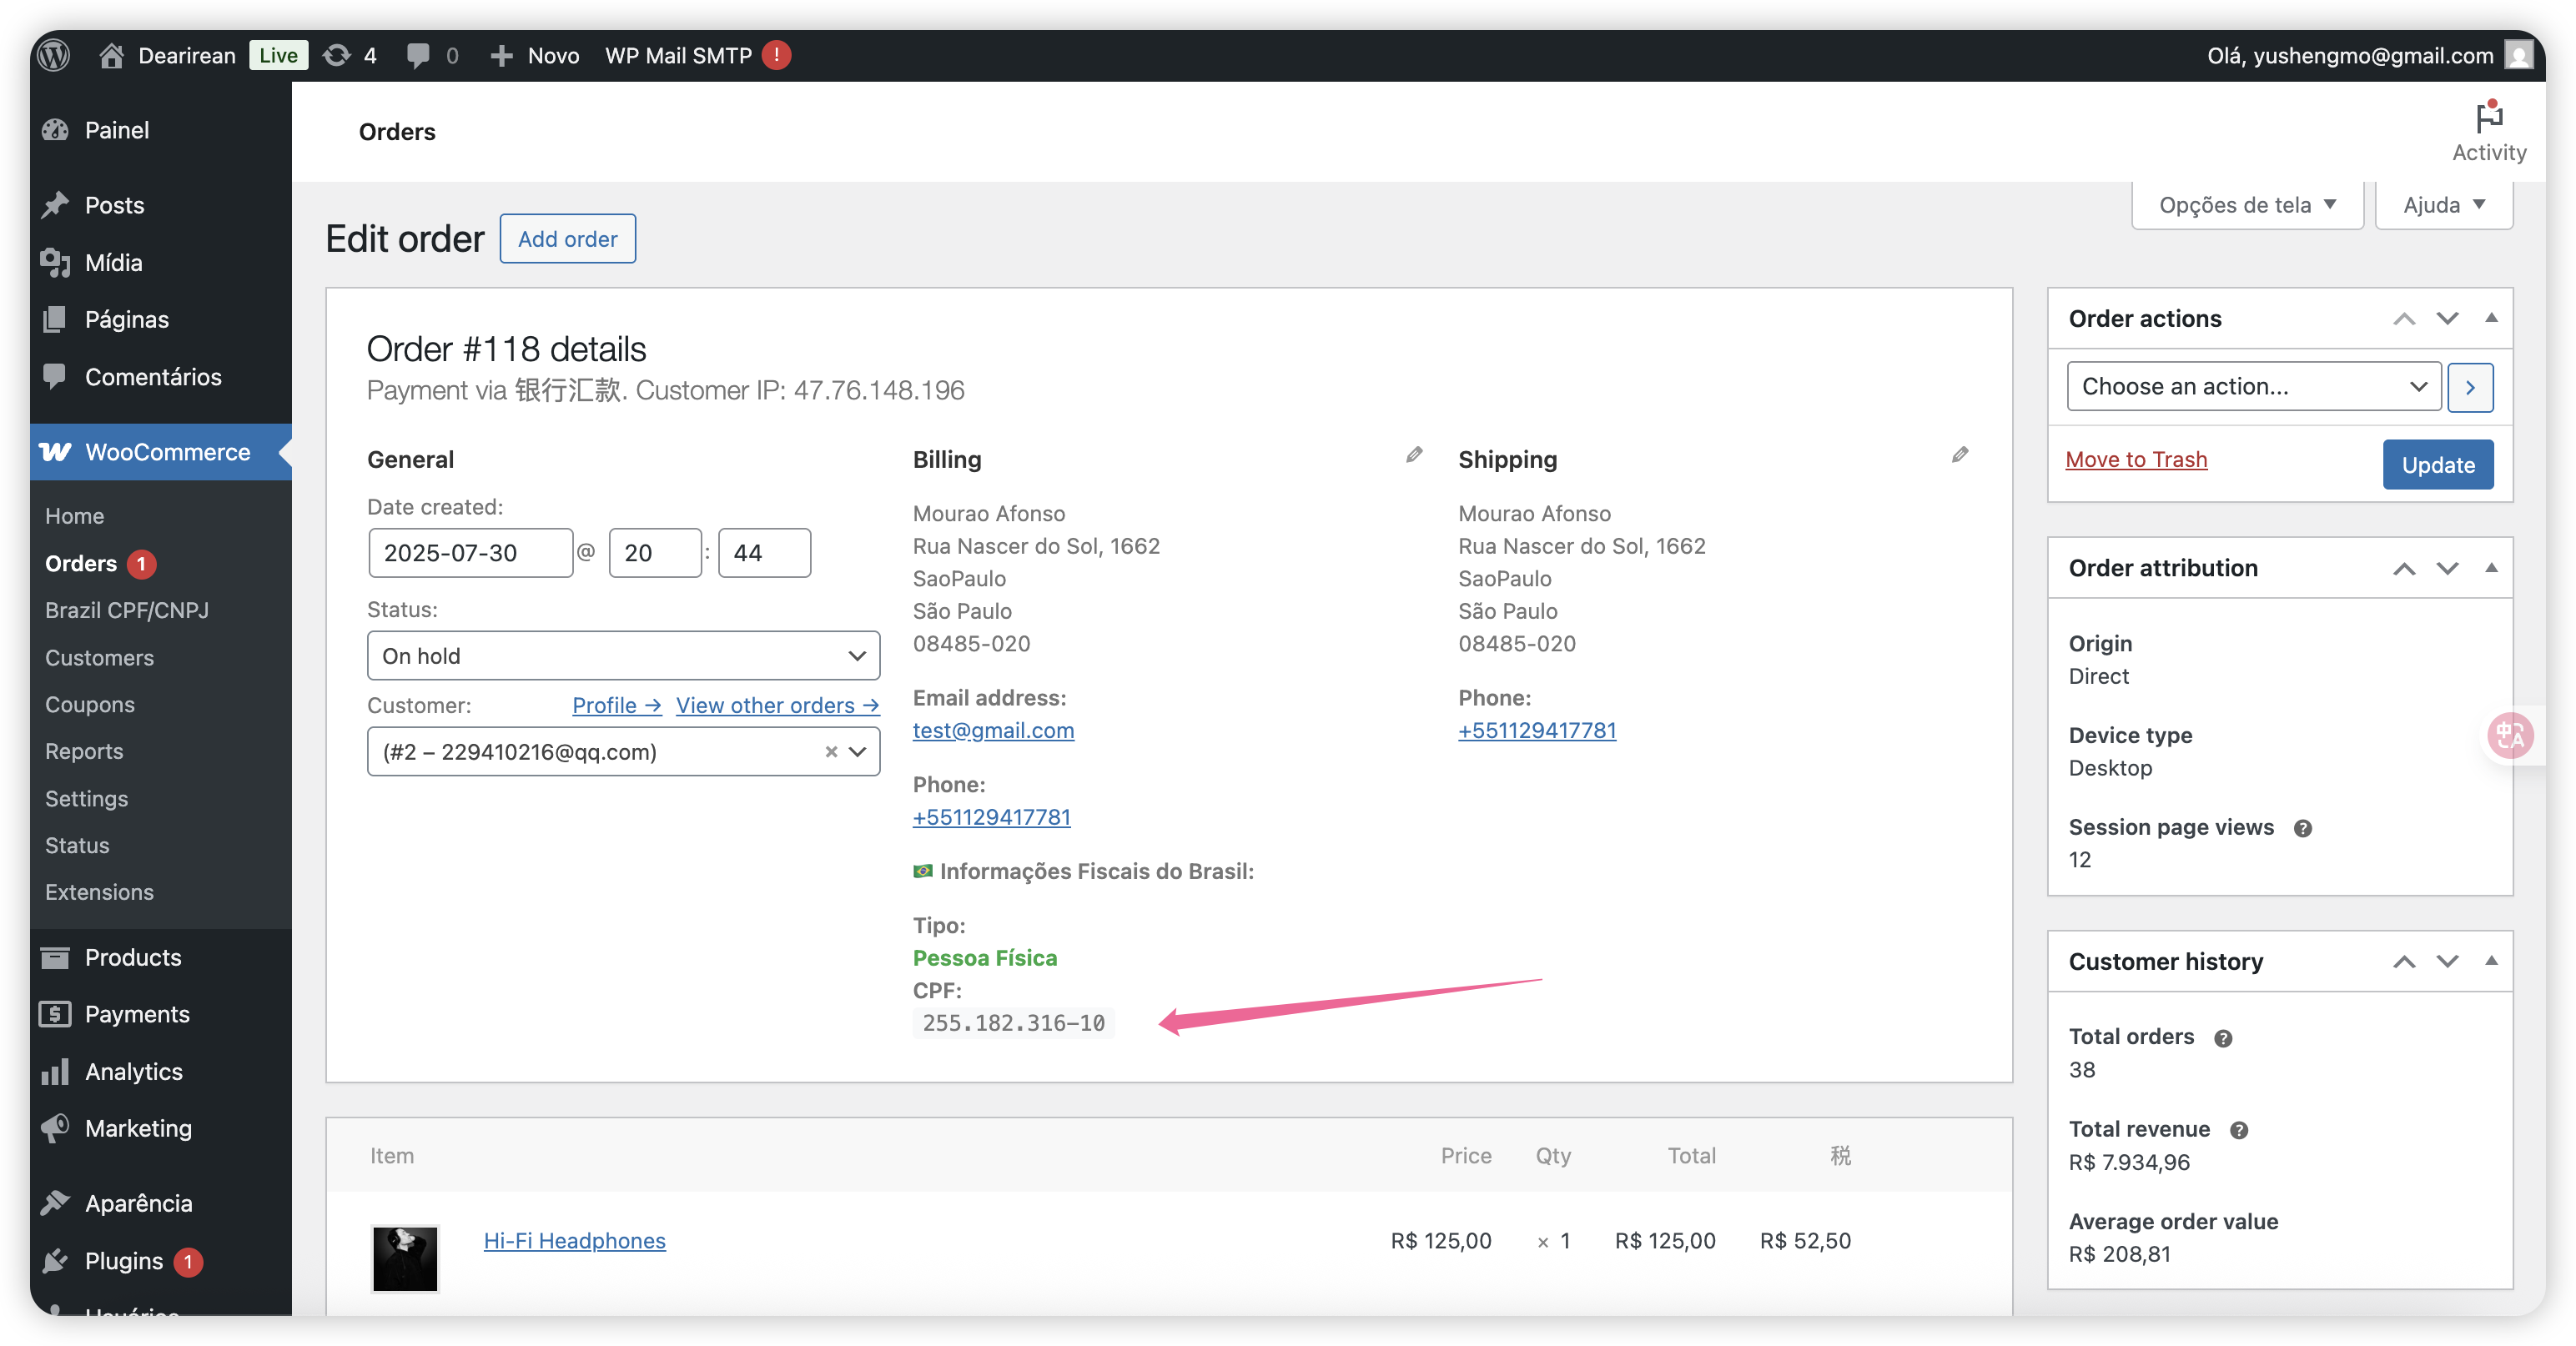 Dearirean Live 4 0 Novo WP Mail SMTP ! Olá, yushengmo@gmail.com
Painel
Posts
Mídia
Páginas
Comentários
WooCommerce
Home
Orders 1
Brazil CPF/CNPJ
Customers
Coupons
Reports
Settings
Status
Extensions
Products
Payments
Analytics
Marketing
Aparência
Plugins 1
Orders
Activity
Opções de tela
Ajuda
Edit order
Add order
Order #118 details
Payment via 银行汇款. Customer IP: 47.76.148.196
General
Date created:
2025-07-30 @ 20 : 44
Status:
On hold
Customer: Profile → View other orders →
(#2 – 229410216@qq.com) ×
Billing
Mourao Afonso
Rua Nascer do Sol, 1662
SaoPaulo
São Paulo
08485-020
Email address:
test@gmail.com
Phone:
+551129417781
Informações Fiscais do Brasil:
Tipo:
Pessoa Física
CPF:
255.182.316-10
Shipping
Mourao Afonso
Rua Nascer do Sol, 1662
SaoPaulo
São Paulo
08485-020
Phone:
+551129417781
Item Price Qty Total 税
Hi-Fi Headphones R$ 125,00 × 1 R$ 125,00 R$ 52,50
Order actions
Choose an action...
Move to Trash
Update
Order attribution
Origin
Direct
Device type
Desktop
Session page views ?
12
Customer history
Total orders ?
38
Total revenue ?
R$ 7.934,96
Average order value
R$ 208,81